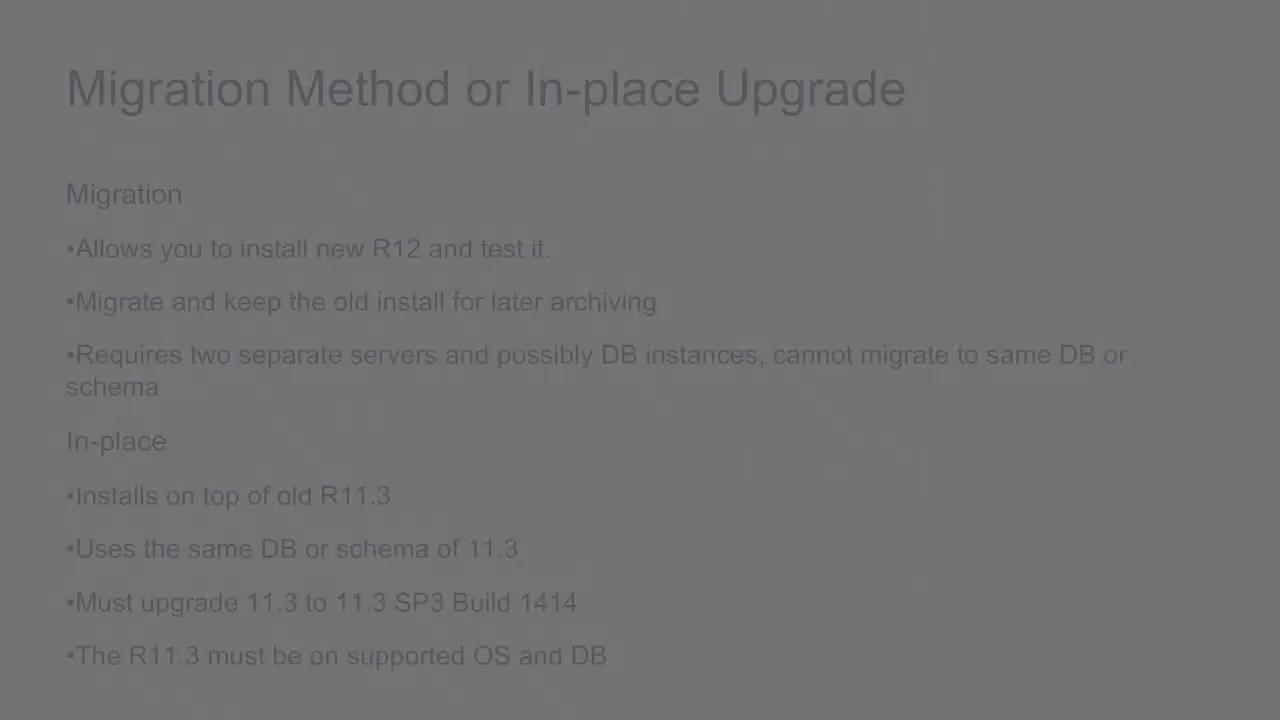 Migration Method or In-place Upgrade
Migration
•Allows you to install new R12 and test it.
•Migrate and keep the old install for later archiving
•Requires two separate servers and possibly DB instances, cannot migrate to same DB or
schema
In-place
•Installs on top of old R11.3
•Uses the same DB or schema of 11.3
•Must upgrade 11.3 to 11.3 SP3 Build 1414
•The R11.3 must be on supported OS and DB